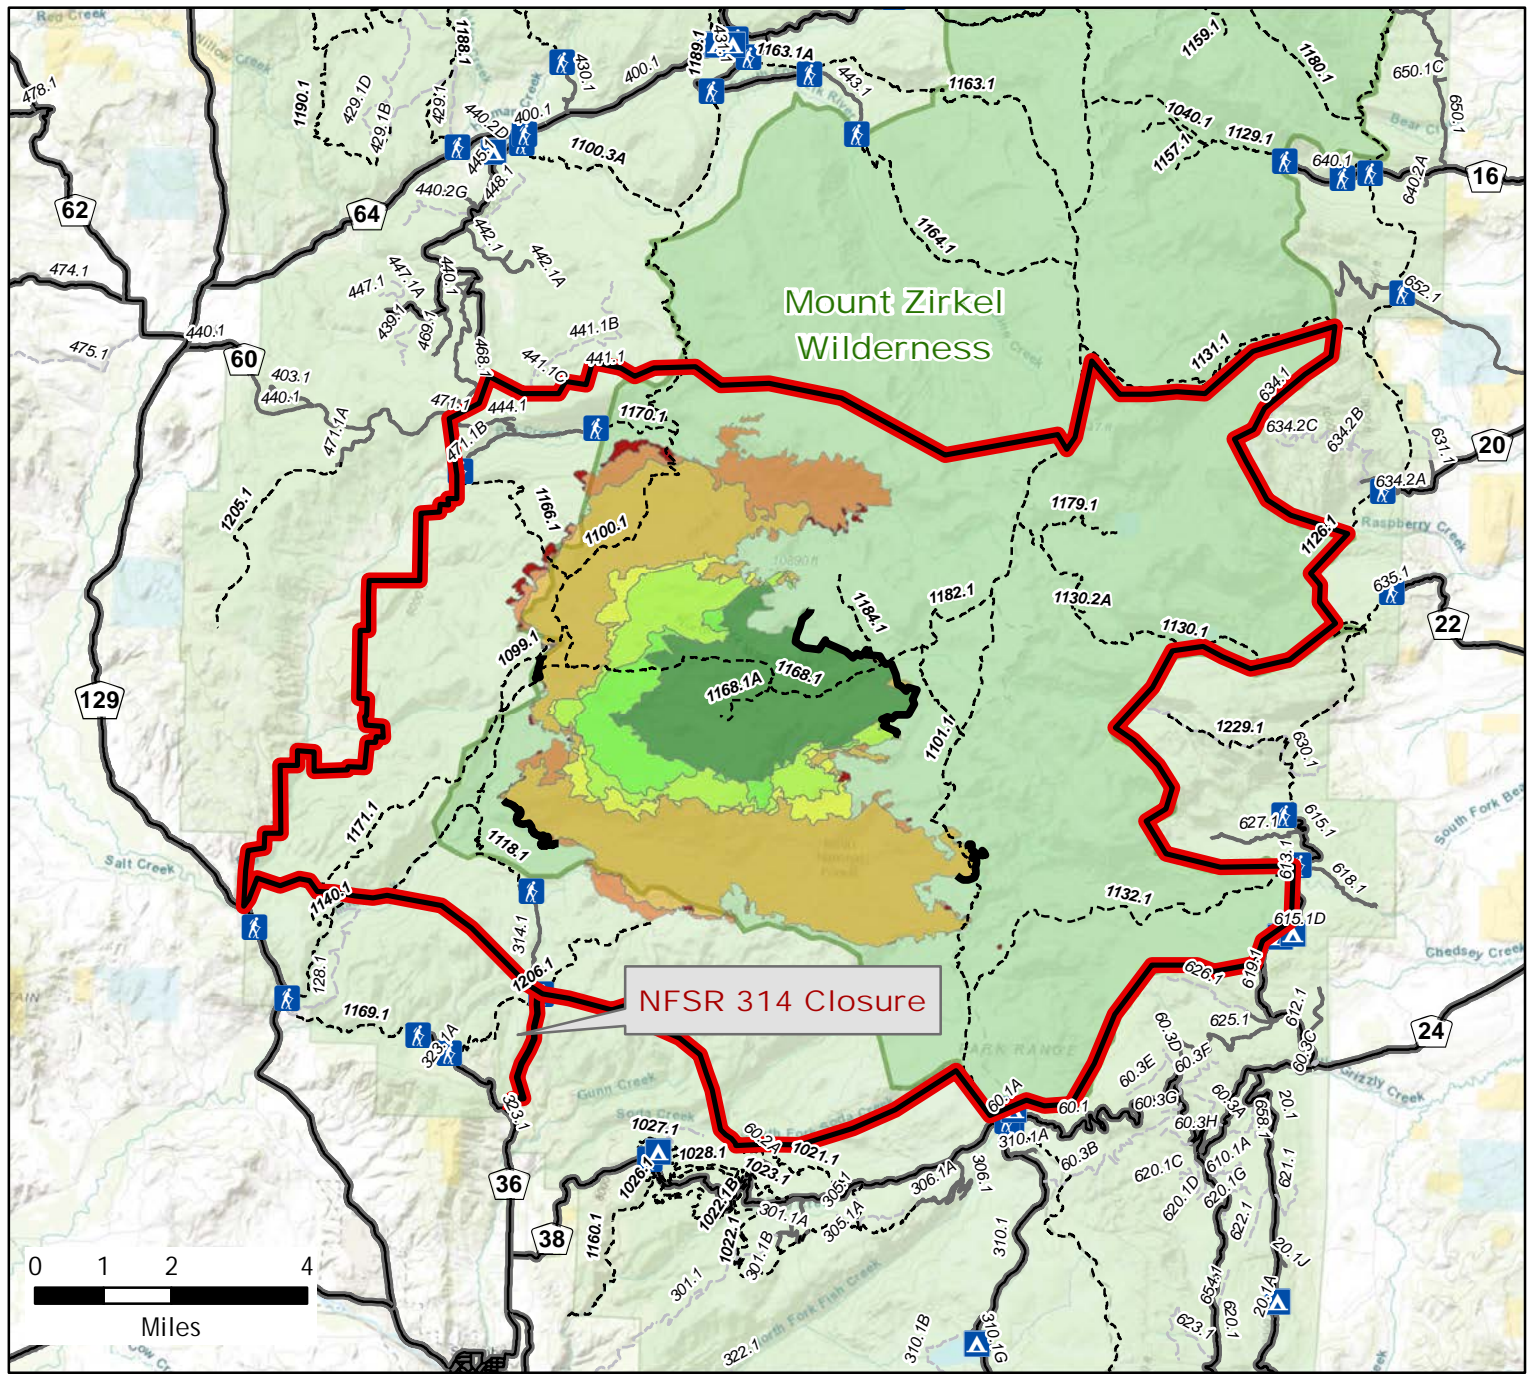 Red Creek
Willow Creek
1188.1
1189.1
431.1
1163.1A
1159.1
1180.1
478.1
1190.1
429.1D
429.1B
429.1
430.1
400.1
443.1
1163.1
650.1C
650.1
440.2D
400.1
1040.1
1129.1
1157.1
Bear
445.1
448.1
440.2G
1100.3A
640.1
640.2A
16
62
64
442.1
442.1A
1164.1
474.1
447.1
447.1A
440.1
439.1
469.1
468.1
Mount Zirkel
Wilderness
652.1
440.1
475.1
60
441.1B
441.1
441.1C
1131.1
403.1
440.1
471.1
444.1
471.1A
471.1B
1170.1
634.1
634.2C
634.2B
631.1
20
634.2A
1205.1
1166.1
1100.1
1179.1
1126.1
Raspberry Creek
10890 ft
635.1
1184.1
1182.1
1130.2A
1130.1
22
1099.1
1168.1
1168.1A
129
1101.1
1229.1
630.1
1171.1
1118.1
627.1
615.1
613.1
618.1
South Fork
Salt Creek
1140.1
1132.1
615.1D
314.1
128.1
1206.1
626.1
619.1
Chedsey Creek
NFSR 314 Closure
1169.1
323.1A
612.1
625.1
24
60.3D
60.3F
60.3E
60.3C
PARK RANGE
Gunn Creek
323.1
Soda Creek
60.1A
60.1
60.3G
60.3A
60.3H
658.1
20.1
Grizzly Creek
1027.1
1028.1
60.2A
1021.1
1023.1
310.1A
60.3B
1026.1
1022.1B
305.1
306.1A
306.1
620.1C
610.1A
621.1
36
301.1A
305.1A
620.1D
620.1G
38
1160.1
1022.1
301.1B
310.1
622.1
20.1J
0 1 2 4
Miles
301.1
North Fork Fish Creek
654.1
20.1A
322.1
310.1B
310.1G
623.1
620.1